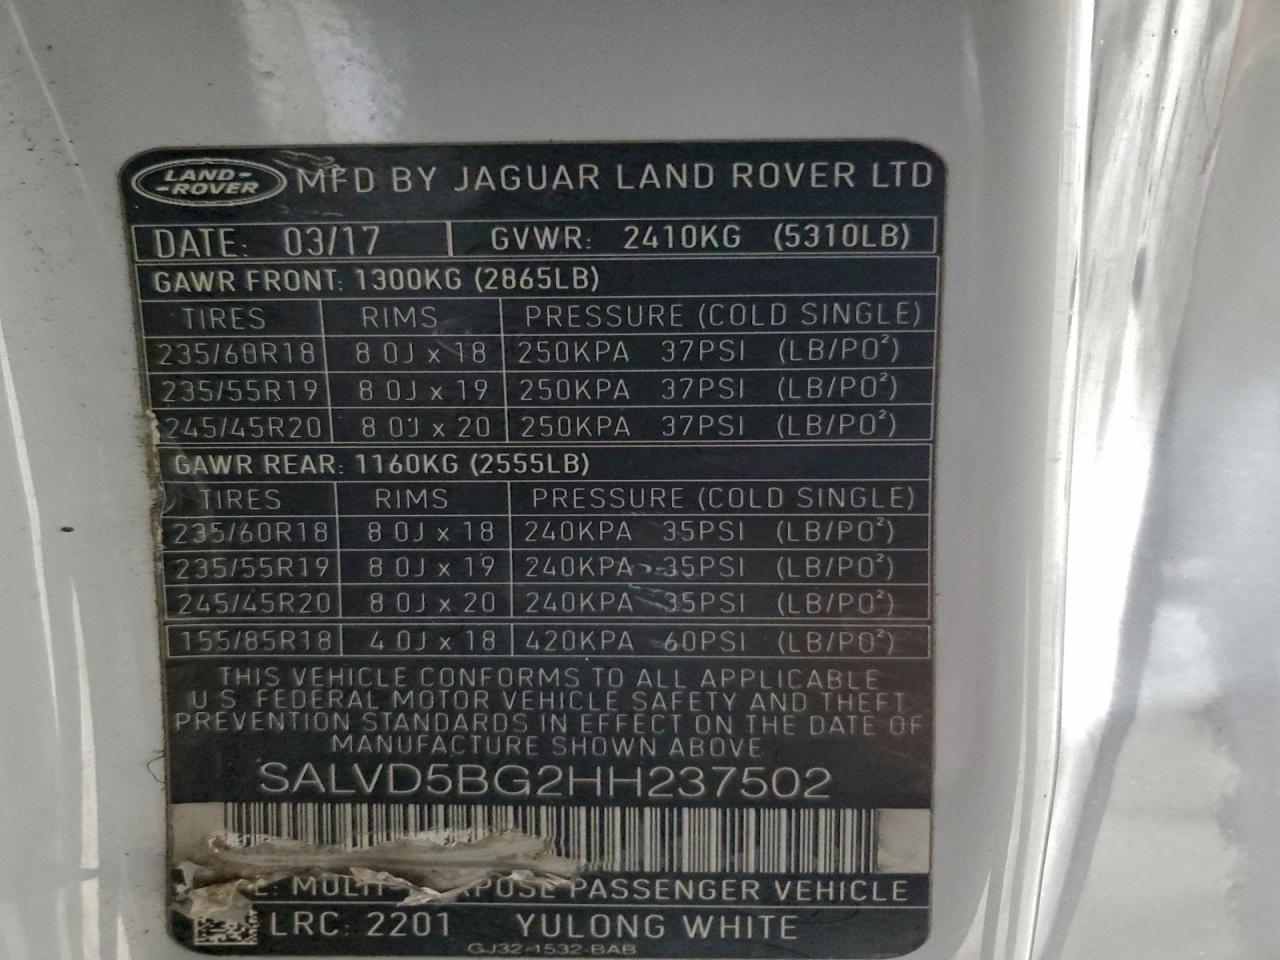 LAND-
-ROVER
MFD BY JAGUAR LAND ROVER LTD
DATE: 03/17 GVWR: 2410KG (5310LB)
GAWR FRONT: 1300KG (2865LB)
TIRES RIMS PRESSURE (COLD SINGLE)
235/60R18 8 0J x 18 250KPA 37PSI (LB/PO²)
235/55R19 8 0J x 19 250KPA 37PSI (LB/PO²)
245/45R20 8 0J x 20 250KPA 37PSI (LB/PO²)
GAWR REAR: 1160KG (2555LB)
TIRES RIMS PRESSURE (COLD SINGLE)
235/60R18 8 0J x 18 240KPA 35PSI (LB/PO²)
235/55R19 8 0J x 19 240KPA 35PSI (LB/PO²)
245/45R20 8 0J x 20 240KPA 35PSI (LB/PO²)
155/85R18 4 0J x 18 420KPA 60PSI (LB/PO²)
THIS VEHICLE CONFORMS TO ALL APPLICABLE
U S FEDERAL MOTOR VEHICLE SAFETY AND THEFT
PREVENTION STANDARDS IN EFFECT ON THE DATE OF
MANUFACTURE SHOWN ABOVE
SALVD5BG2HH237502
PASSENGER VEHICLE
LRC: 2201 YULONG WHITE
GJ32-1532-BAB